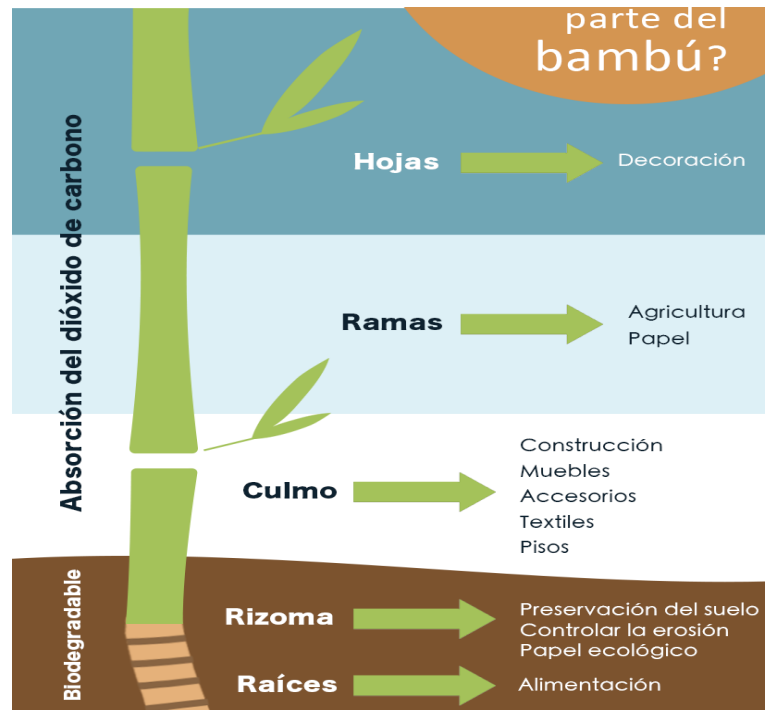 parte del
bambú?
Absorción del dióxido de carbono
Hojas
Decoración
Ramas
Agricultura
Papel
Culmo
Construcción
Muebles
Accesorios
Textiles
Pisos
Biodegradable
Rizoma
Preservación del suelo
Controlar la erosión
Papel ecológico
Raíces
Alimentación